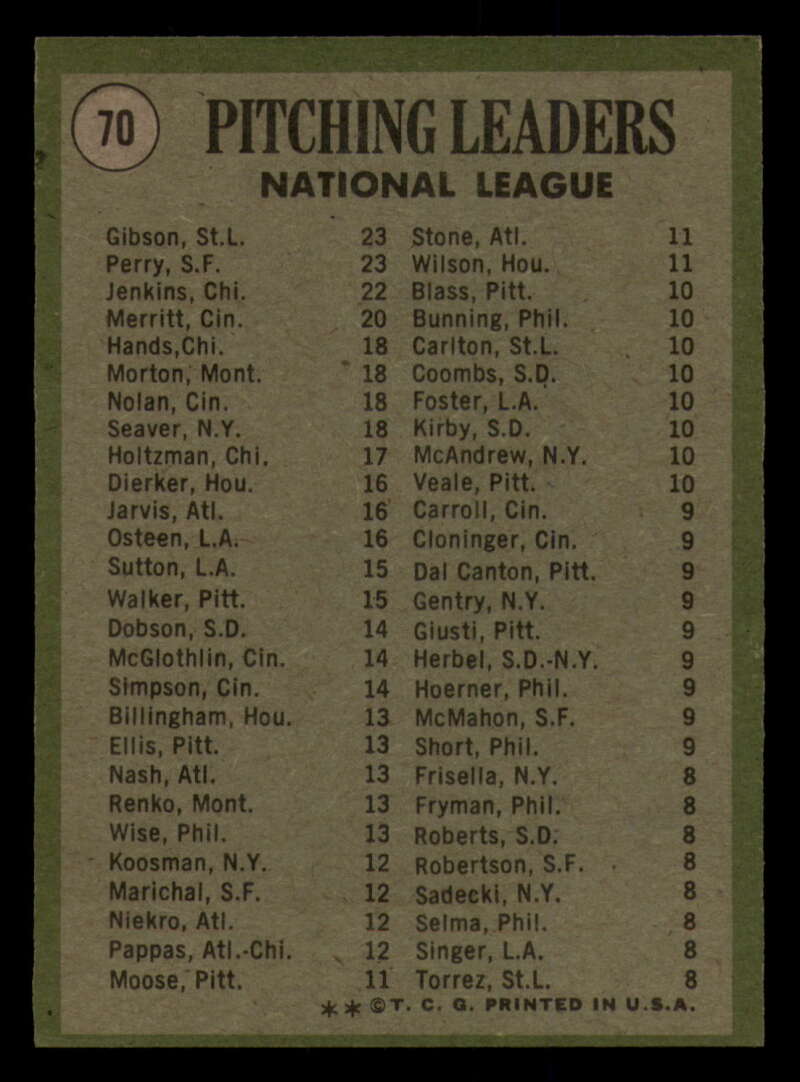 70
PITCHING LEADERS
NATIONAL LEAGUE
Gibson, St.L. 23
Perry, S.F. 23
Jenkins, Chi. 22
Merritt, Cin. 20
Hands,Chi. 18
Morton, Mont. 18
Nolan, Cin. 18
Seaver, N.Y. 18
Holtzman, Chi. 17
Dierker, Hou. 16
Jarvis, Atl. 16
Osteen, L.A. 16
Sutton, L.A. 15
Walker, Pitt. 15
Dobson, S.D. 14
McGlothlin, Cin. 14
Simpson, Cin. 14
Billingham, Hou. 13
Ellis, Pitt. 13
Nash, Atl. 13
Renko, Mont. 13
Wise, Phil. 13
Koosman, N.Y. 12
Marichal, S.F. 12
Niekro, Atl. 12
Pappas, Atl.-Chi. 12
Moose, Pitt. 11
Stone, Atl. 11
Wilson, Hou. 11
Blass, Pitt. 10
Bunning, Phil. 10
Carlton, St.L. 10
Coombs, S.D. 10
Foster, L.A. 10
Kirby, S.D. 10
McAndrew, N.Y. 10
Veale, Pitt. 10
Carroll, Cin. 9
Cloninger, Cin. 9
Dal Canton, Pitt. 9
Gentry, N.Y. 9
Giusti, Pitt. 9
Herbel, S.D.-N.Y. 9
Hoerner, Phil. 9
McMahon, S.F. 9
Short, Phil. 9
Frisella, N.Y. 8
Fryman, Phil. 8
Roberts, S.D. 8
Robertson, S.F. 8
Sadecki, N.Y. 8
Selma, Phil. 8
Singer, L.A. 8
Torrez, St.L. 8
** ©T. C. G. PRINTED IN U.S.A.